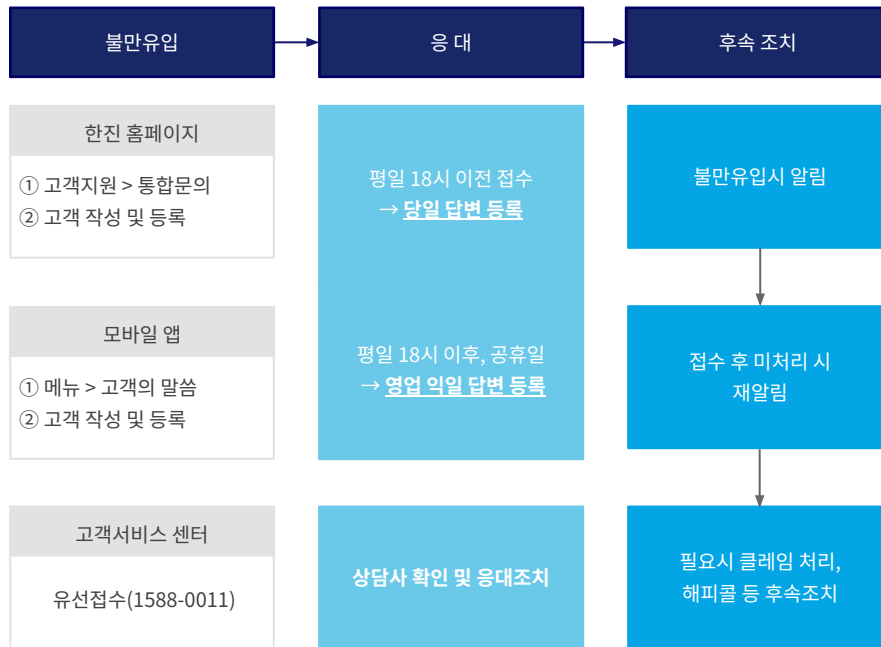 불만유입
응 대
후속 조치
한진 홈페이지
① 고객지원 > 통합문의
② 고객 작성 및 등록
평일 18시 이전 접수
→ 당일 답변 등록
불만유입시 알림
모바일 앱
① 메뉴 > 고객의 말씀
② 고객 작성 및 등록
평일 18시 이후, 공휴일
→ 영업 익일 답변 등록
접수 후 미처리 시
재알림
고객서비스 센터
유선접수(1588-0011)
상담사 확인 및 응대조치
필요시 클레임 처리,
해피콜 등 후속조치